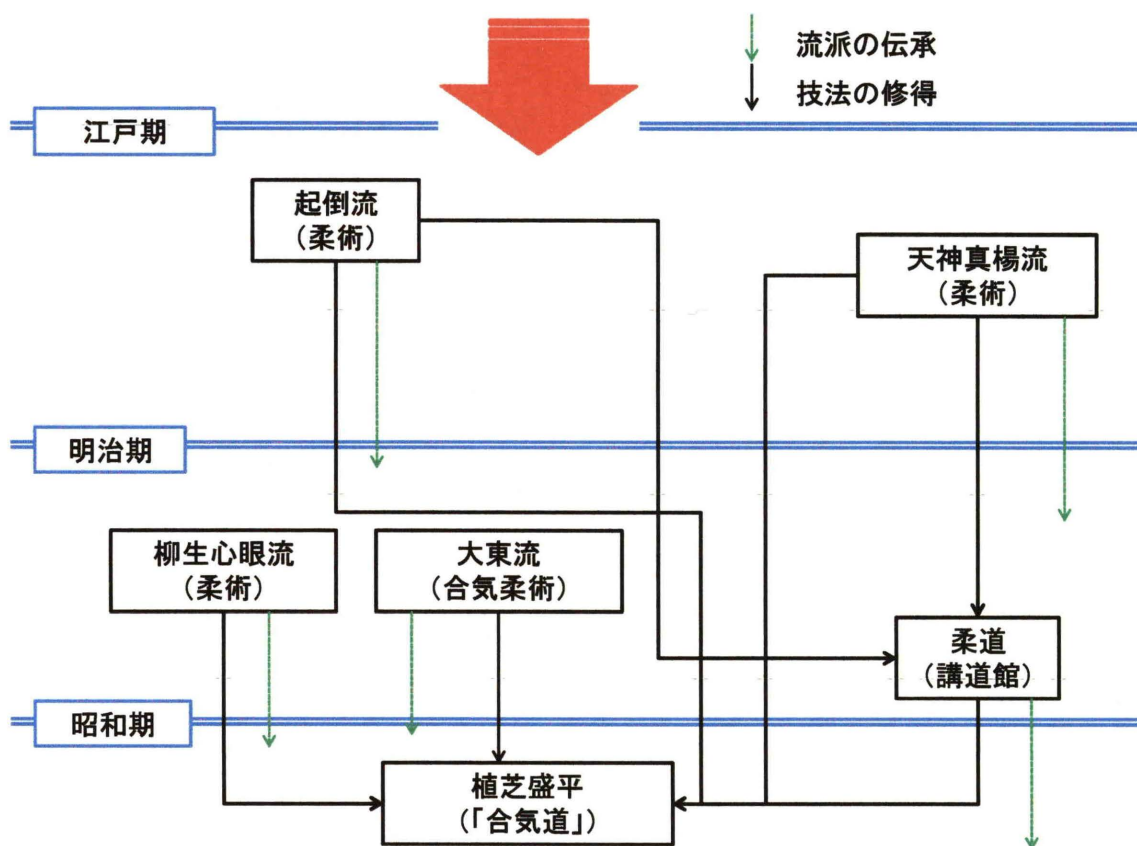 流派の伝承
技法の修得
江戸期
起倒流
(柔術)
天神真楊流
(柔術)
明治期
柳生心眼流
(柔術)
大東流
(合気柔術)
柔道
(講道館)
昭和期
植芝盛平
(「合気道」)